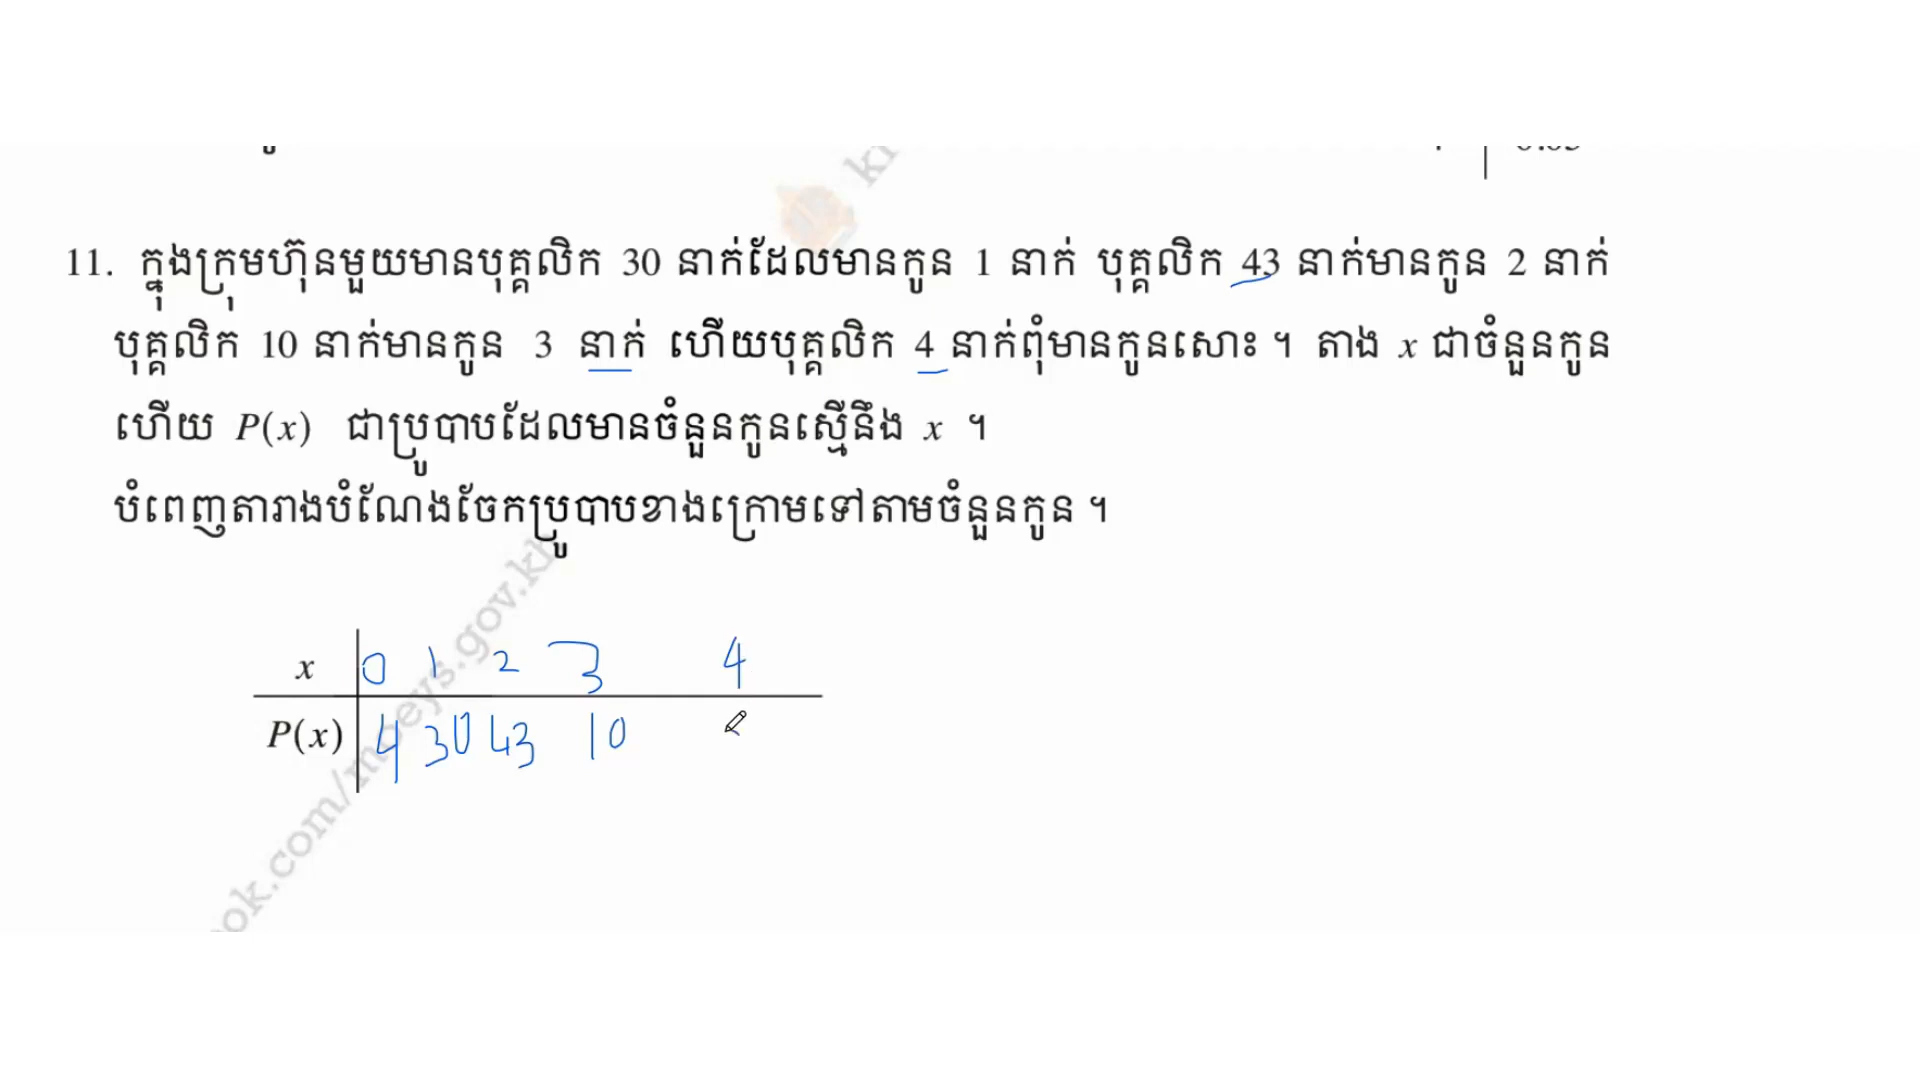 11. ក្នុងក្រុមហ៊ុនមួយមានបុគ្គលិក 30 នាក់ដែលមានកូន 1 នាក់ បុគ្គលិក 43 នាក់មានកូន 2 នាក់
បុគ្គលិក 10 នាក់មានកូន 3 នាក់ ហើយបុគ្គលិក 4 នាក់ពុំមានកូនសោះ ។ តាង x ជាចំនួនកូន
ហើយ P(x) ជាប្រូបាបដែលមានចំនួនកូនស្មើនឹង x ។
បំពេញតារាងបំណែងចែកប្រូបាបខាងក្រោមទៅតាមចំនួនកូន ។
x 0 1 2 3 4
P(x) 4 30 43 10
ook.com/moeys.gov.kh